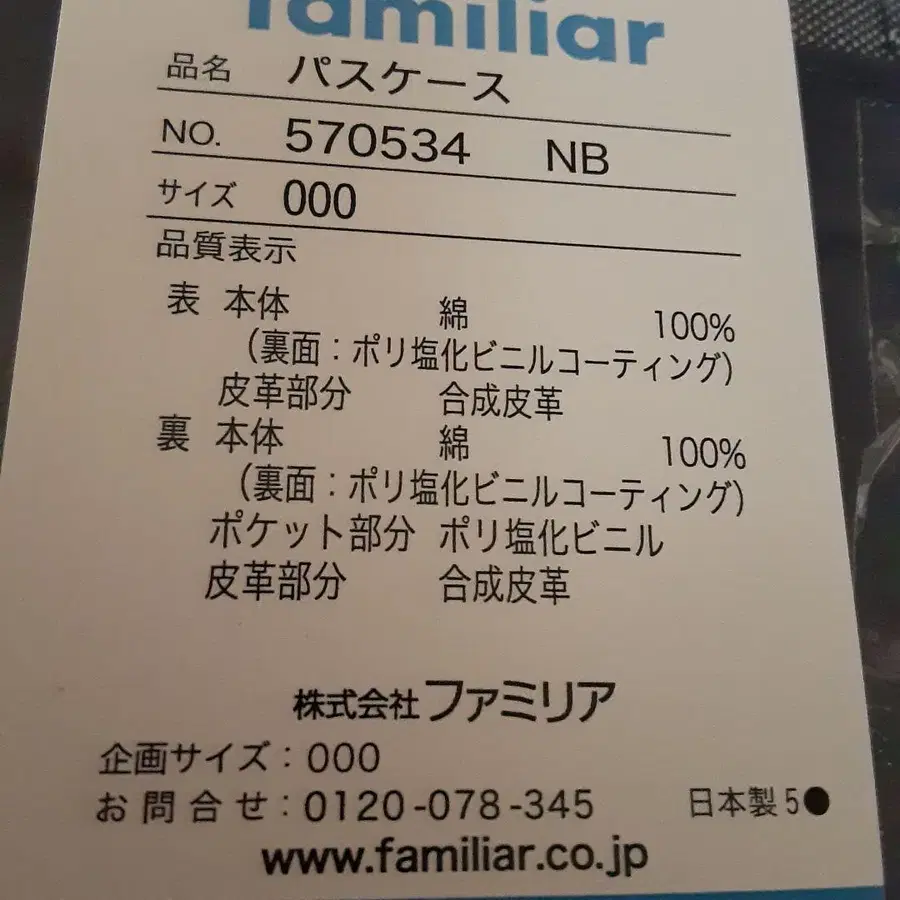 familiar
品名 パスケース
NO. 570534 NB
サイズ 000
品質表示
表 本体 綿 100%
（裏面：ポリ塩化ビニルコーティング）
皮革部分 合成皮革
裏 本体 綿 100%
（裏面：ポリ塩化ビニルコーティング）
ポケット部分 ポリ塩化ビニル
皮革部分 合成皮革
株式会社ファミリア
企画サイズ：000
お問合せ：0120-078-345 日本製 5●
www.familiar.co.jp